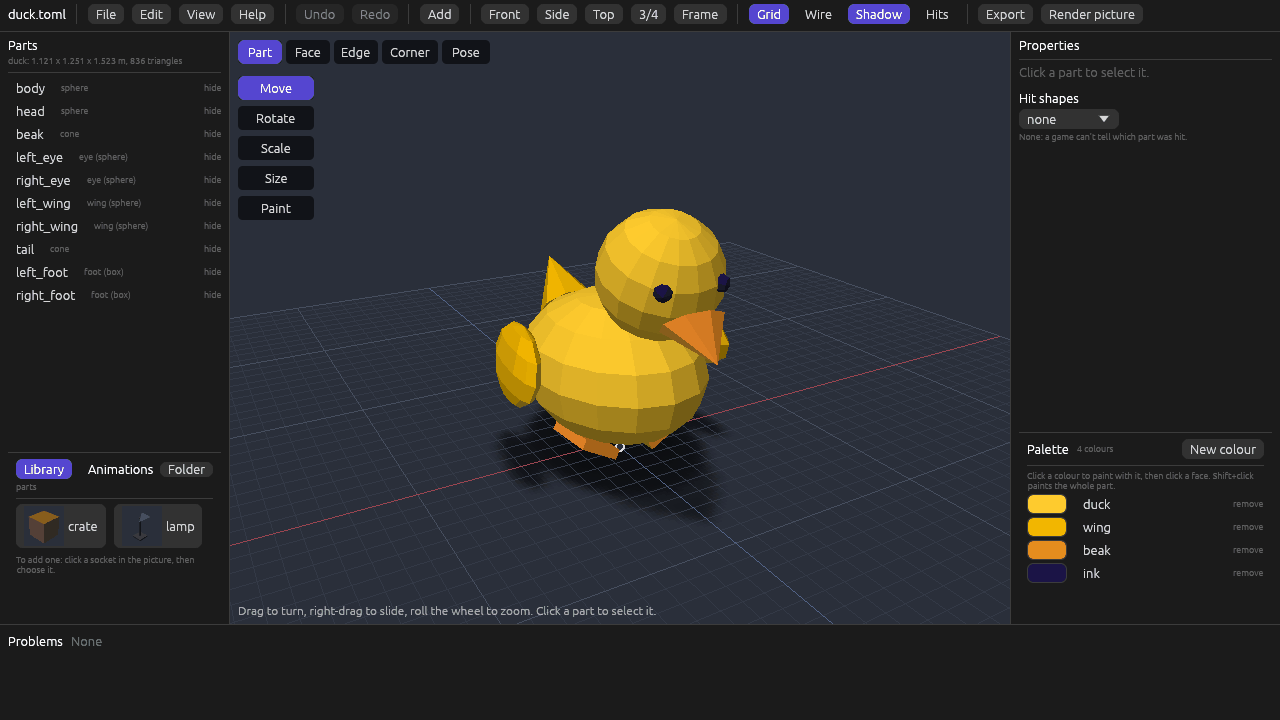 duck.toml File Edit View Help Undo Redo Add Front Side Top 3/4 Frame Grid Wire Shadow Hits Export Render picture
Parts
duck: 1.121 x 1.251 x 1.523 m, 836 triangles
body sphere hide
head sphere hide
beak cone hide
left_eye eye (sphere) hide
right_eye eye (sphere) hide
left_wing wing (sphere) hide
right_wing wing (sphere) hide
tail cone hide
left_foot foot (box) hide
right_foot foot (box) hide
Library Animations Folder
parts
crate lamp
To add one: click a socket in the picture, then
choose it.
Part Face Edge Corner Pose
Move
Rotate
Scale
Size
Paint
Drag to turn, right-drag to slide, roll the wheel to zoom. Click a part to select it.
Properties
Click a part to select it.
Hit shapes
none
None: a game can't tell which part was hit.
Palette 4 colours New colour
Click a colour to paint with it, then click a face. Shift+click
paints the whole part.
duck remove
wing remove
beak remove
ink remove
Problems None